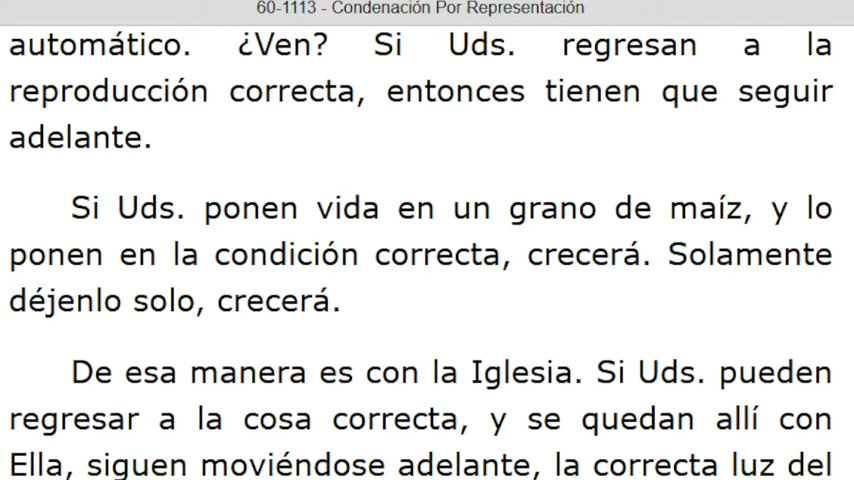 60-1113 - Condenación Por Representación
automático. ¿Ven? Si Uds. regresan a la
reproducción correcta, entonces tienen que seguir
adelante.
Si Uds. ponen vida en un grano de maíz, y lo
ponen en la condición correcta, crecerá. Solamente
déjenlo solo, crecerá.
De esa manera es con la Iglesia. Si Uds. pueden
regresar a la cosa correcta, y se quedan allí con
Ella, siguen moviéndose adelante, la correcta luz del